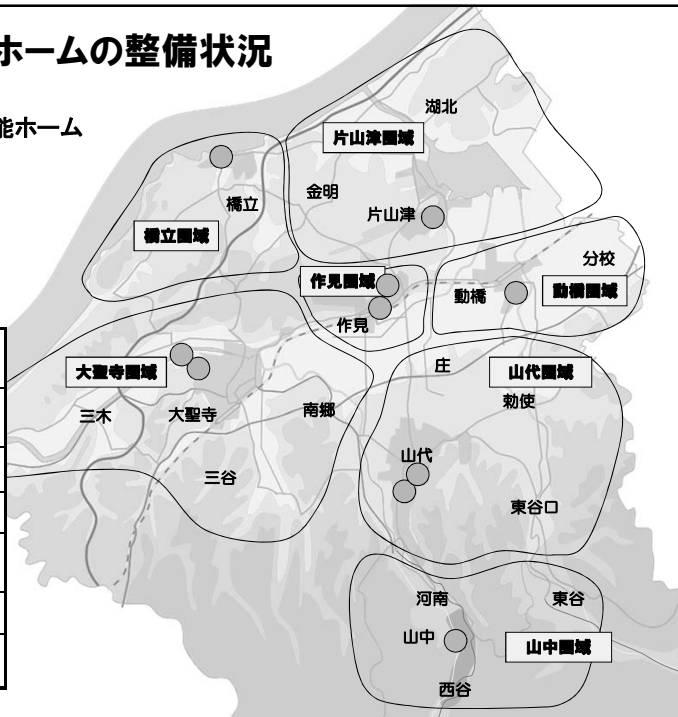 ホームの整備状況
能ホーム
湖北
片山津圏域
金明
橋立
片山津
橋立圏域
分校
作見圏域
動橋
動橋圏域
作見
庄
大聖寺圏域
山代圏域
勅使
三木
大聖寺
南郷
山代
三谷
東谷口
河南
東谷
山中
山中圏域
西谷